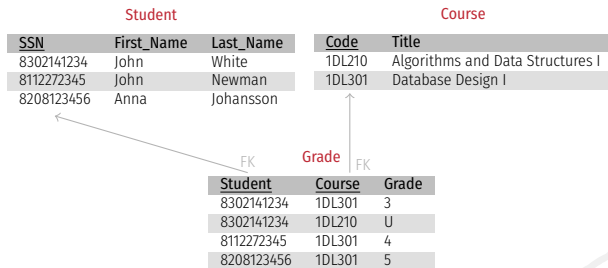 Student
SSN First_Name Last_Name
8302141234 John White
8112272345 John Newman
8208123456 Anna Johansson
Course
Code Title
1DL210 Algorithms and Data Structures I
1DL301 Database Design I
FK
FK
Grade
Student Course Grade
8302141234 1DL301 3
8302141234 1DL210 U
8112272345 1DL301 4
8208123456 1DL301 5